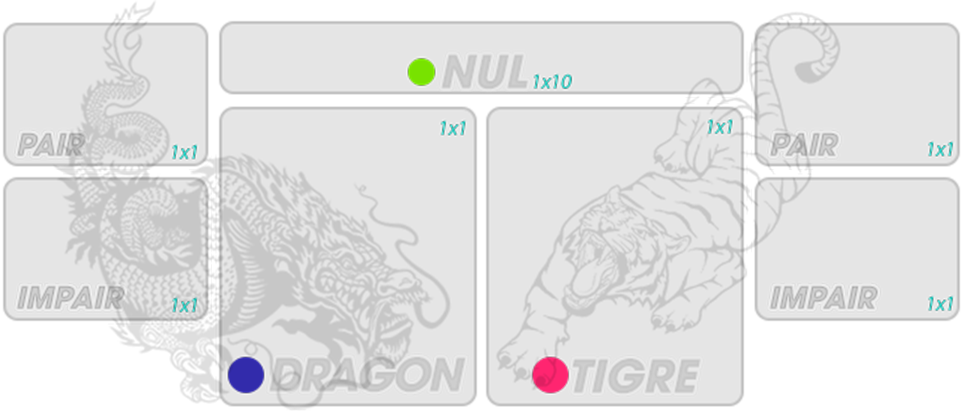 NUL 1x10
PAIR 1x1
1x1
1x1
PAIR 1x1
IMPAIR 1x1
DRAGON
TIGRE
IMPAIR 1x1